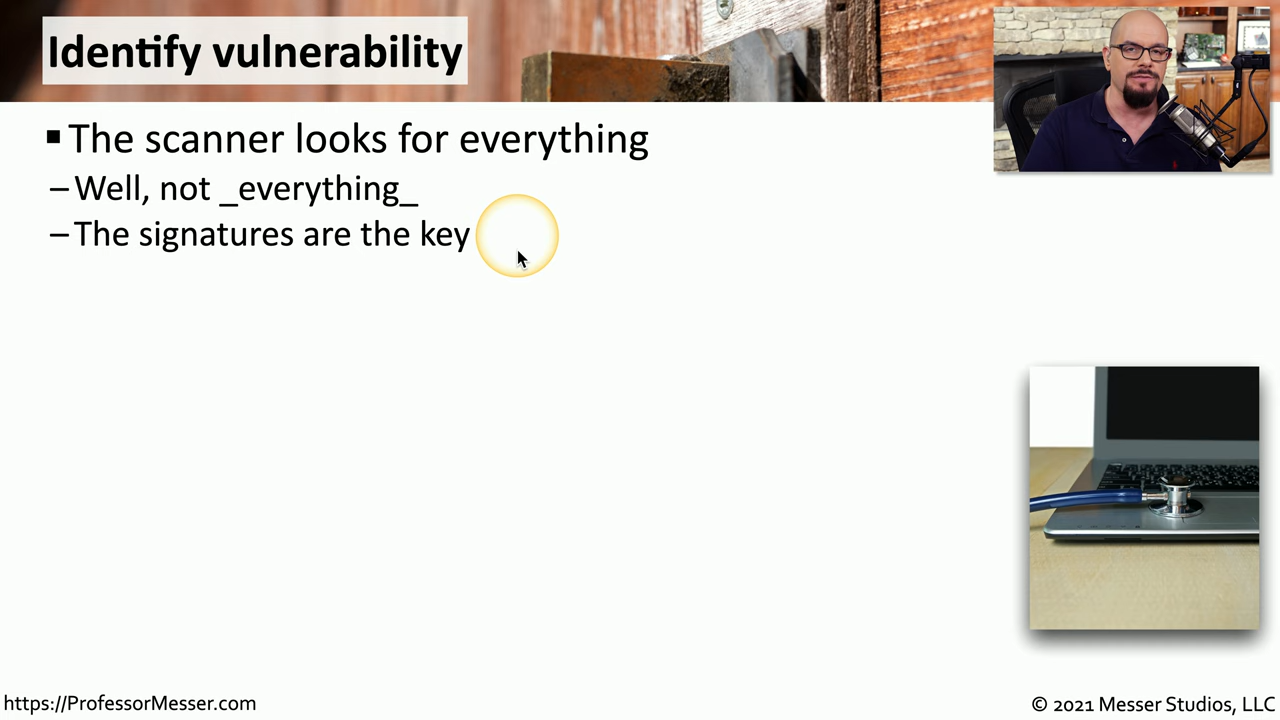 Identify vulnerability
▪ The scanner looks for everything
– Well, not _everything_
– The signatures are the key
https://ProfessorMesser.com
© 2021 Messer Studios, LLC